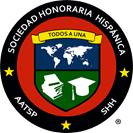 SOCIEDAD HONORARIA HISPÁNICA
TODOS A UNA
AATSP
SHH